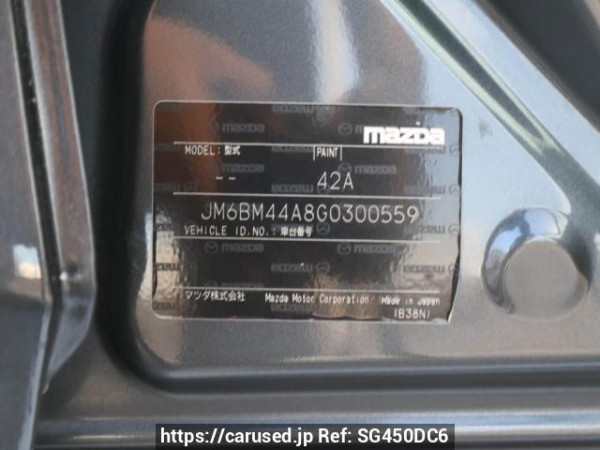 mazda
MODEL: 型式 PAINT
-- 42A
JM6BM44A8G0300559
VEHICLE ID.NO.: 車台番号
マツダ株式会社 Mazda Motor Corporation Made in Japan
(B38N)
https://carused.jp Ref: SG450DC6